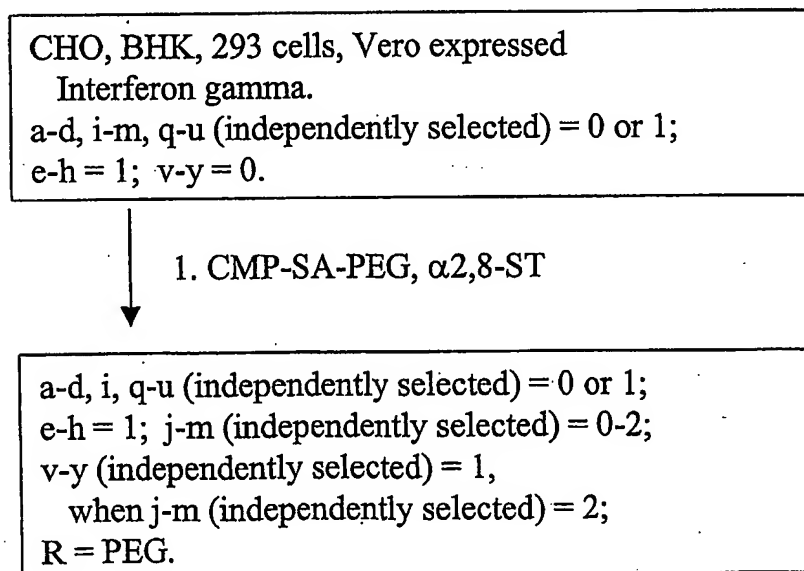 CHO, BHK, 293 cells, Vero expressed
Interferon gamma.
a-d, i-m, q-u (independently selected) = 0 or 1;
e-h = 1; v-y = 0.
1. CMP-SA-PEG, α2,8-ST
a-d, i, q-u (independently selected) = 0 or 1;
e-h = 1; j-m (independently selected) = 0-2;
v-y (independently selected) = 1,
when j-m (independently selected) = 2;
R = PEG.